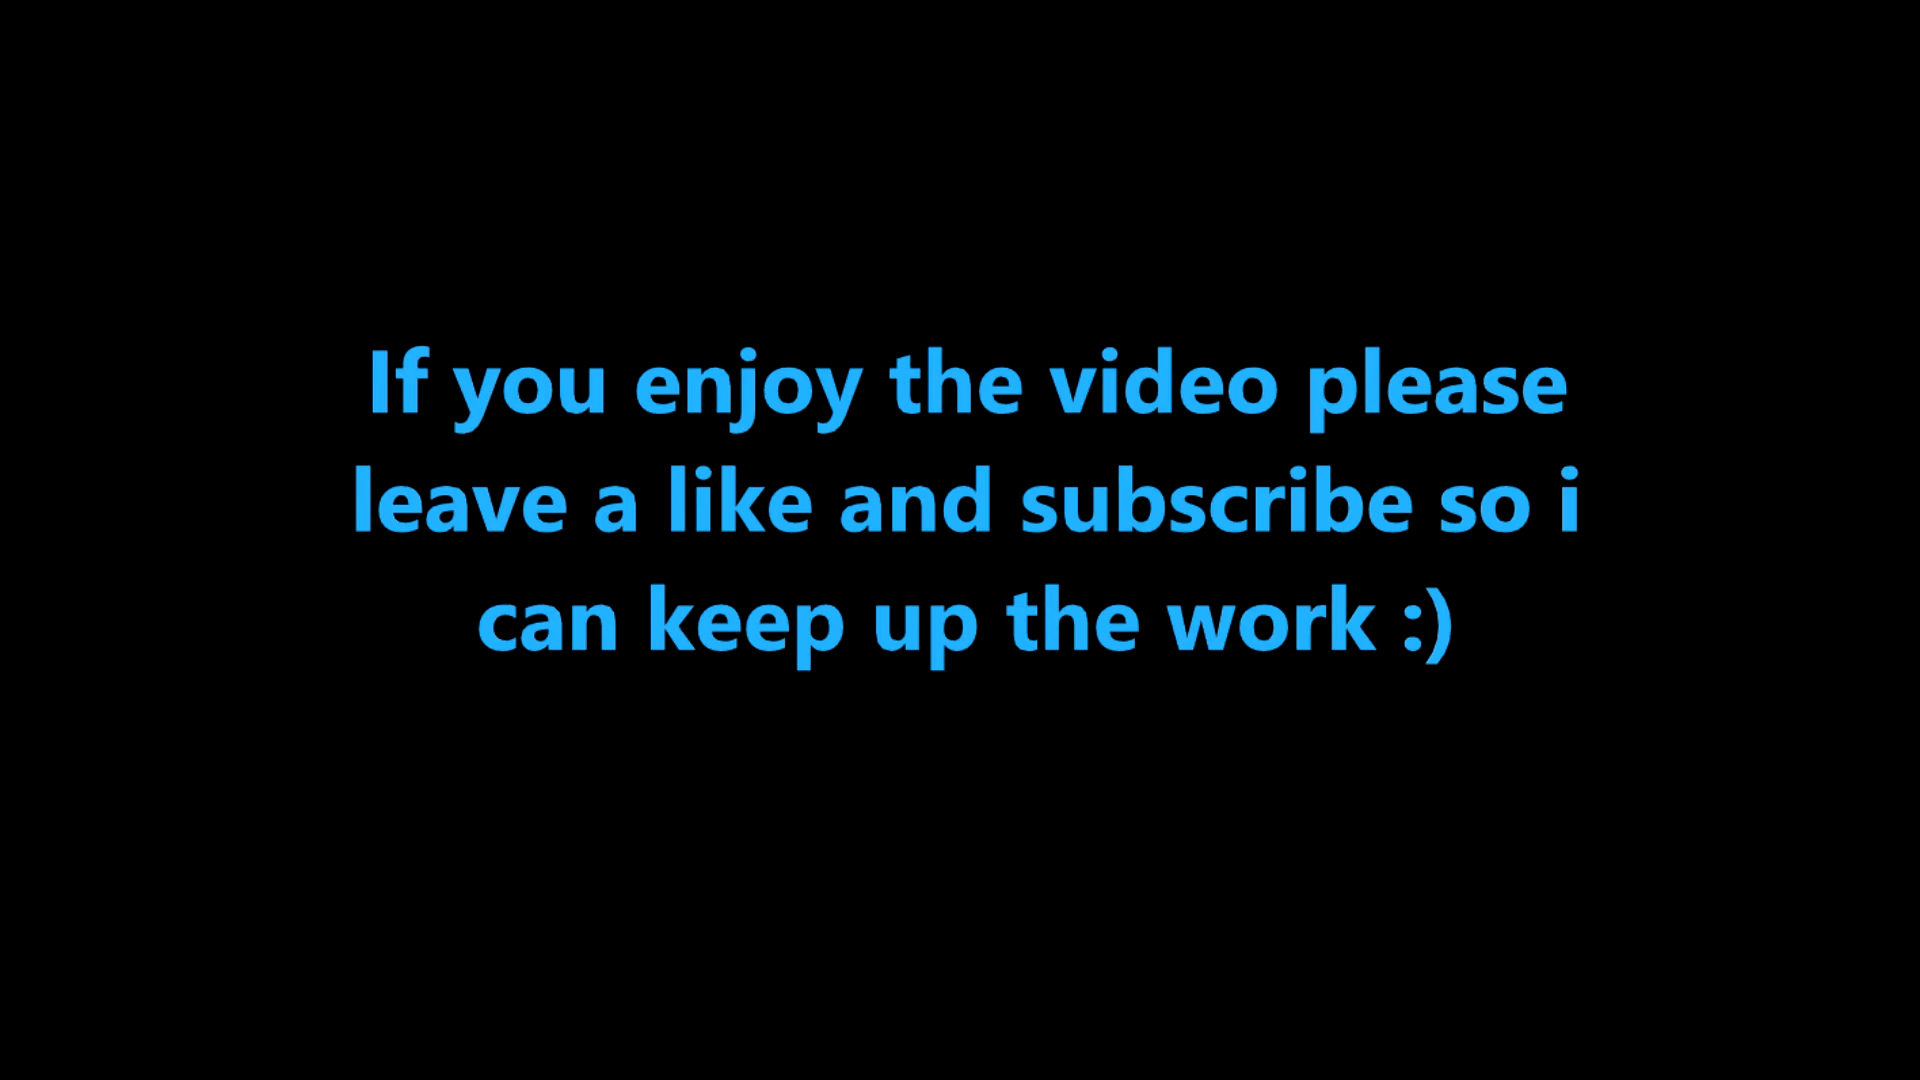 If you enjoy the video please
leave a like and subscribe so i
can keep up the work :)